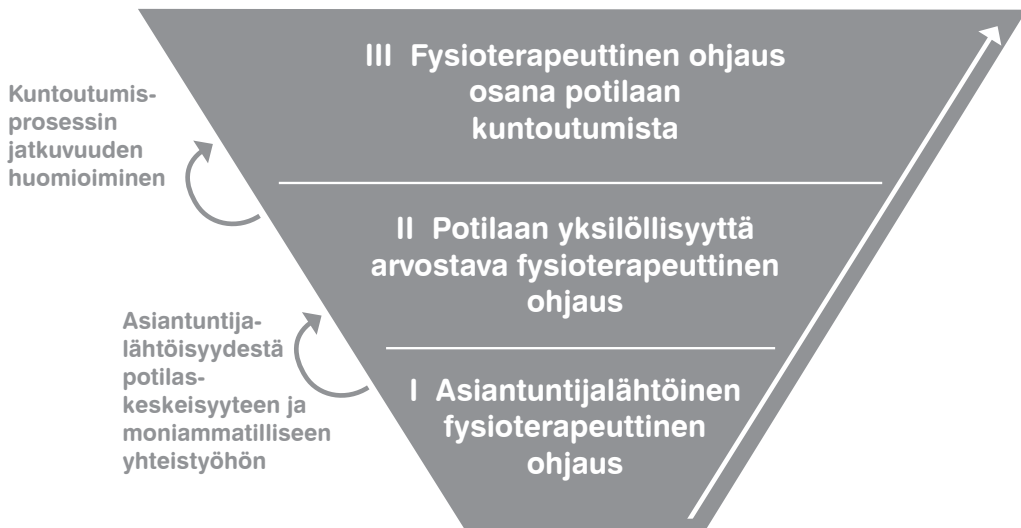 III Fysioterapeuttinen ohjaus
osana potilaan
kuntoutumista
Kuntoutumis-
prosessin
jatkuvuuden
huomioiminen
II Potilaan yksilöllisyyttä
arvostava fysioterapeuttinen
ohjaus
Asiantuntija-
lähtöisyydestä
potilas-
keskeisyyteen ja
moniammatilliseen
yhteistyöhön
I Asiantuntijalähtöinen
fysioterapeuttinen
ohjaus